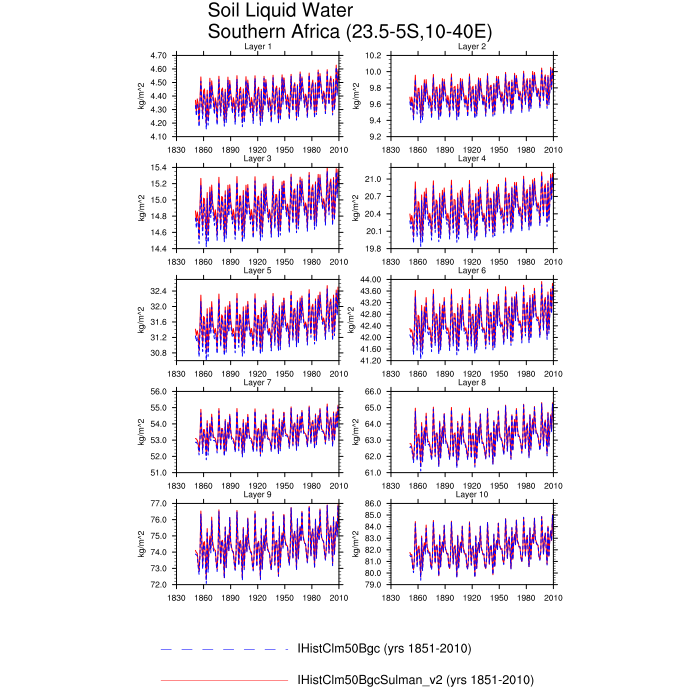 Soil Liquid Water
Southern Africa (23.5-5S,10-40E)
Layer 1
4.70
4.60
4.50
4.40
4.30
4.20
4.10
kg/m^2
1830 1860 1890 1920 1950 1980 2010
Layer 2
10.2
10.0
9.8
9.6
9.4
9.2
kg/m^2
1830 1860 1890 1920 1950 1980 2010
Layer 3
15.4
15.2
15.0
14.8
14.6
14.4
kg/m^2
1830 1860 1890 1920 1950 1980 2010
Layer 4
21.0
20.7
20.4
20.1
19.8
kg/m^2
1830 1860 1890 1920 1950 1980 2010
Layer 5
32.4
32.0
31.6
31.2
30.8
kg/m^2
1830 1860 1890 1920 1950 1980 2010
Layer 6
44.00
43.60
43.20
42.80
42.40
42.00
41.60
41.20
kg/m^2
1830 1860 1890 1920 1950 1980 2010
Layer 7
56.0
55.0
54.0
53.0
52.0
51.0
kg/m^2
1830 1860 1890 1920 1950 1980 2010
Layer 8
66.0
65.0
64.0
63.0
62.0
61.0
kg/m^2
1830 1860 1890 1920 1950 1980 2010
Layer 9
77.0
76.0
75.0
74.0
73.0
72.0
kg/m^2
1830 1860 1890 1920 1950 1980 2010
Layer 10
86.0
85.0
84.0
83.0
82.0
81.0
80.0
79.0
kg/m^2
1830 1860 1890 1920 1950 1980 2010
IHistClm50Bgc (yrs 1851-2010)
IHistClm50BgcSulman_v2 (yrs 1851-2010)